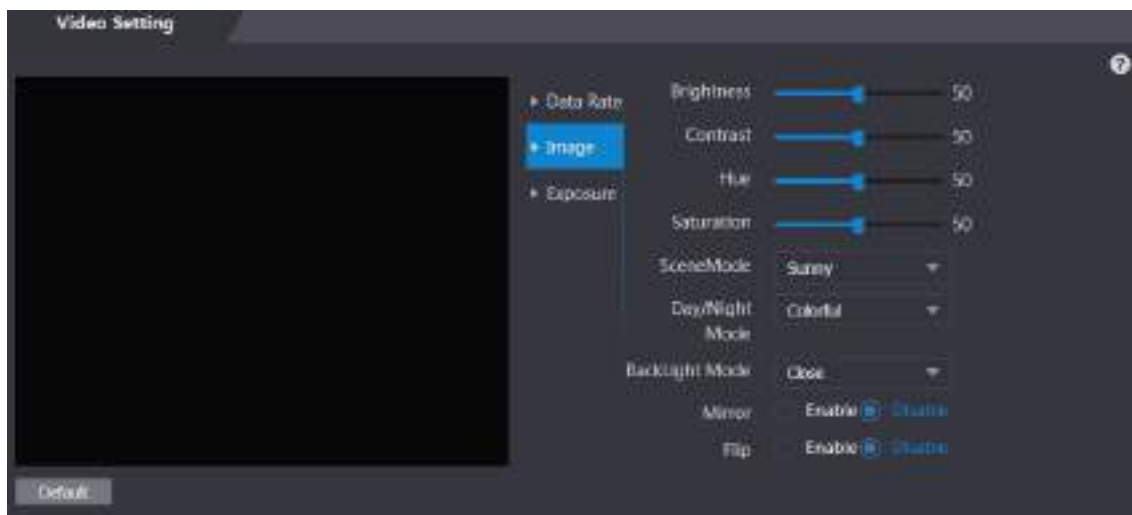 Video Setting
Data Rate
Image
Exposure
Brightness 50
Contrast 50
Hue 50
Saturation 50
SceneMode Sunny
Day/Night Colorful
Mode
BackLight Mode Close
Mirror Enable Disable
Flip Enable Disable
Default